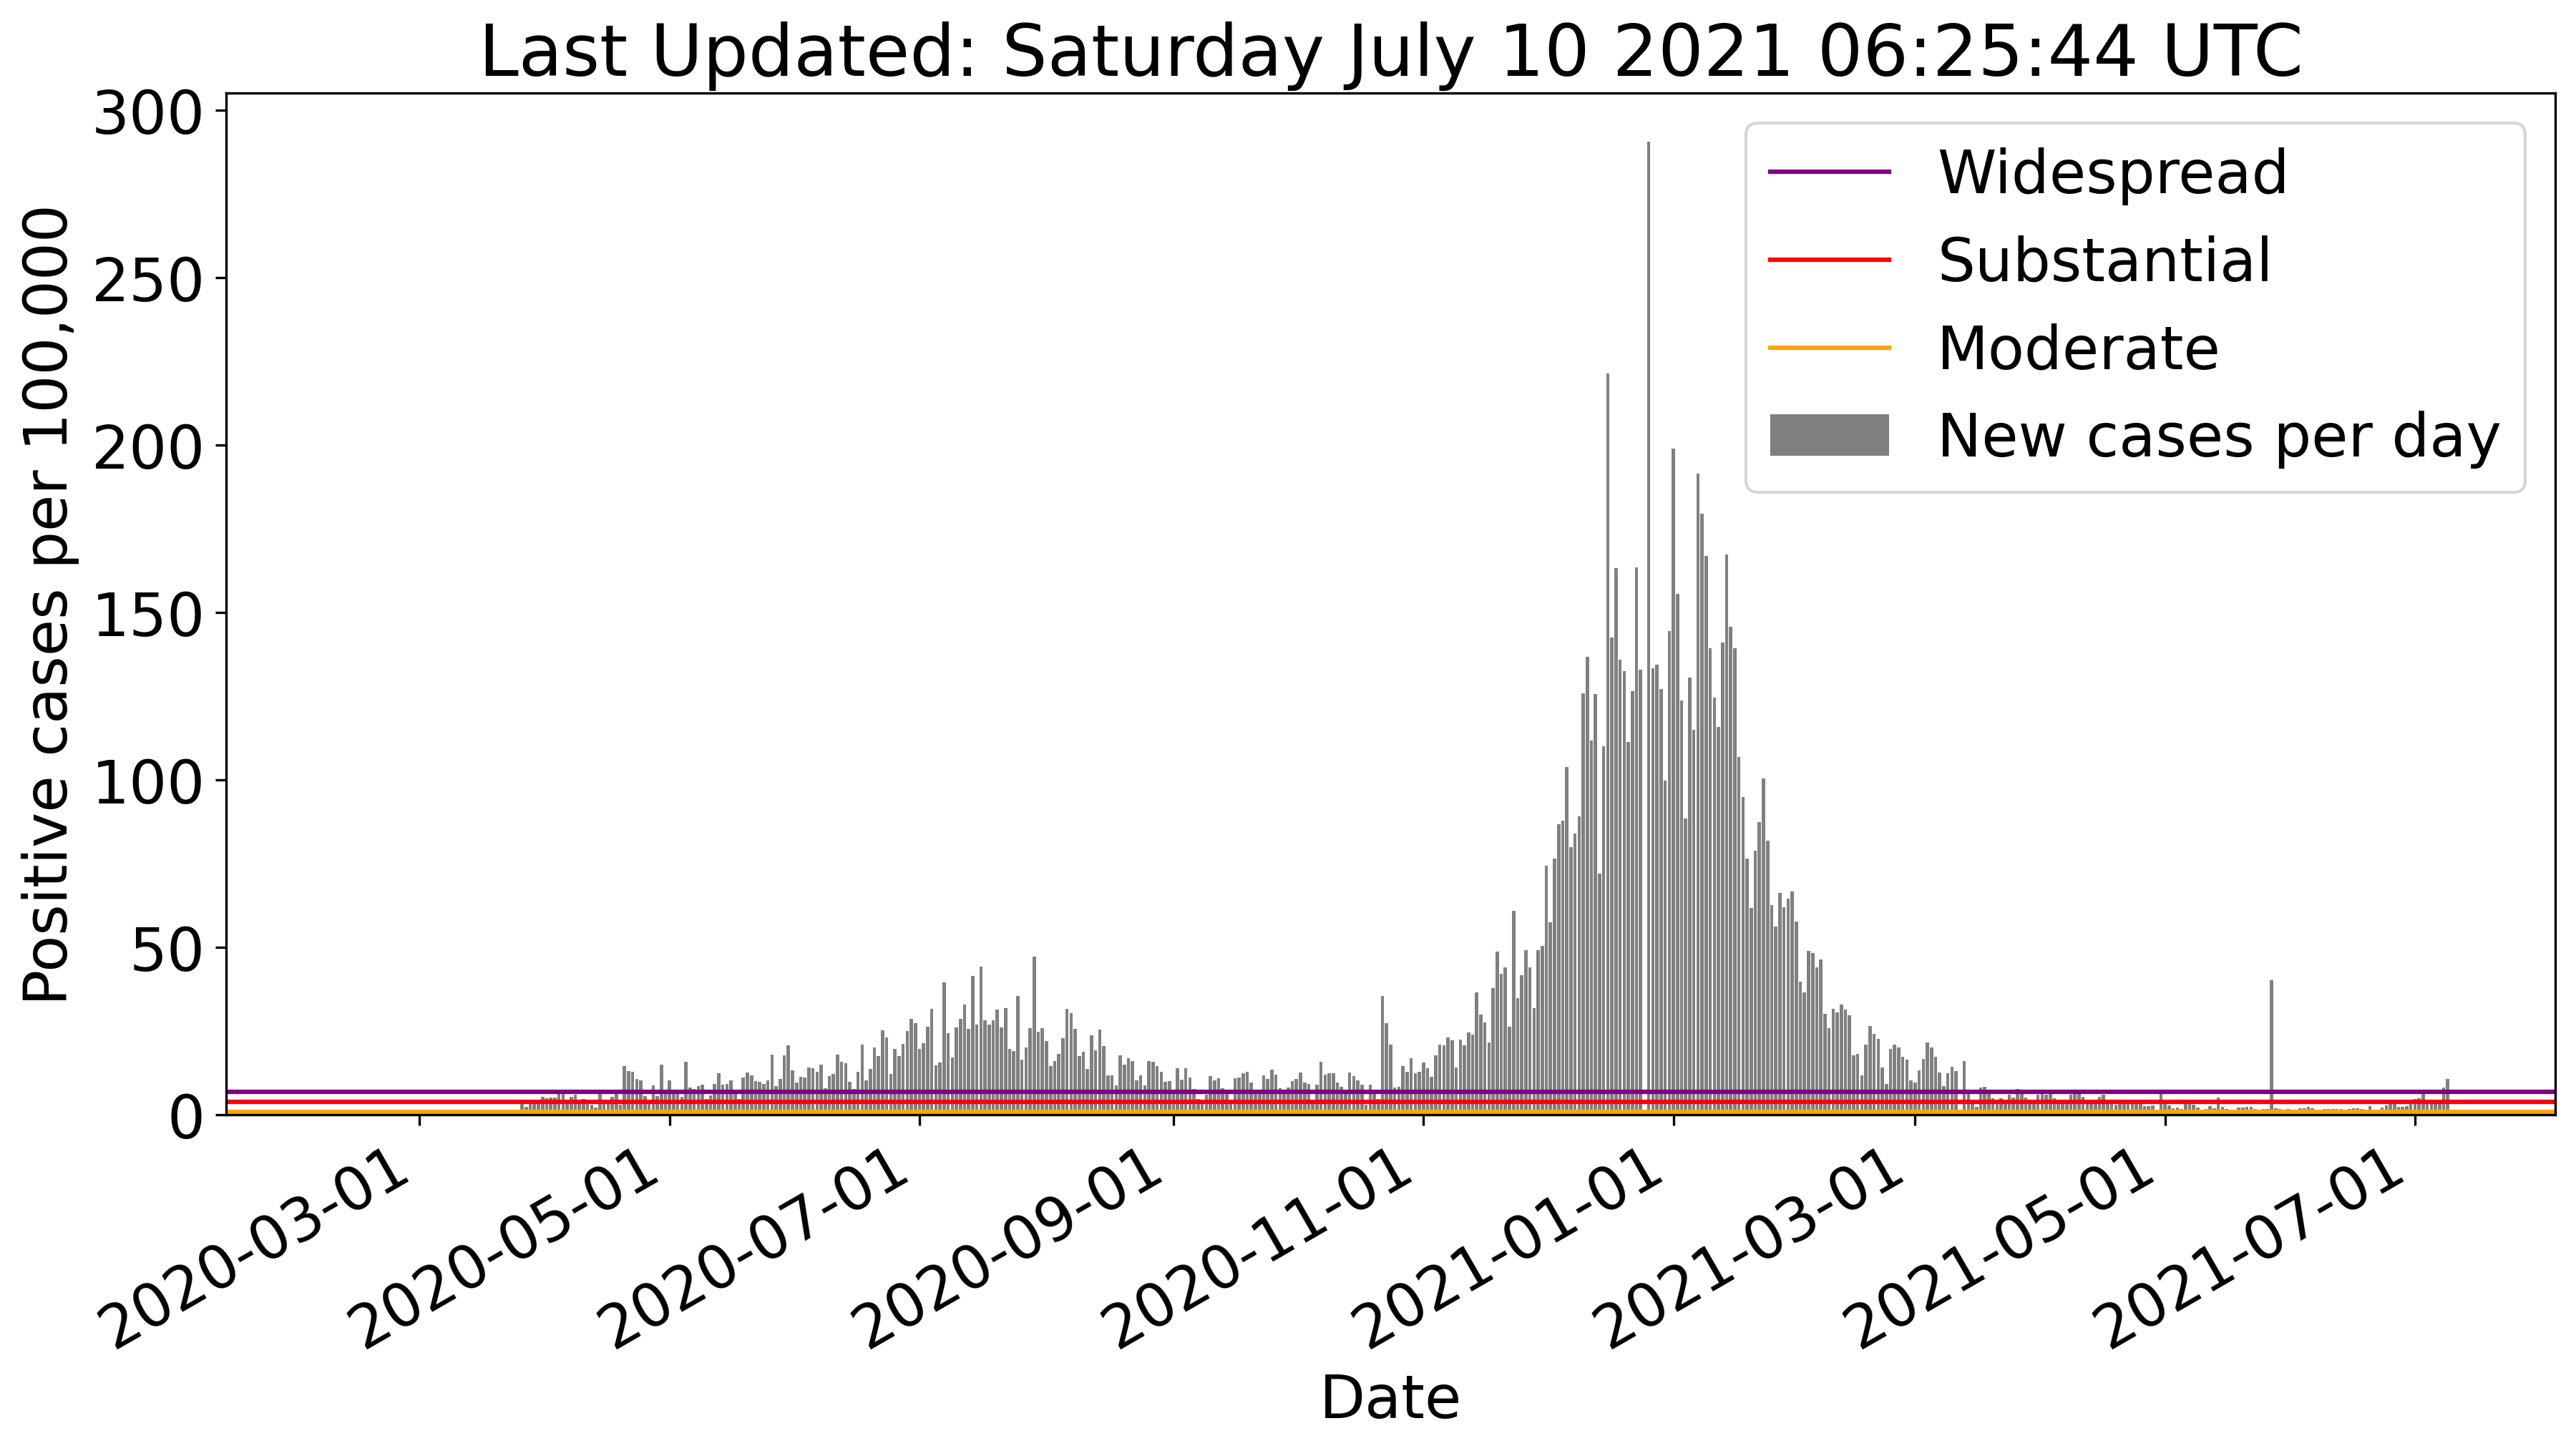 Last Updated: Saturday July 10 2021 06:25:44 UTC
Positive cases per 100,000
300
250
200
150
100
50
0
Widespread
Substantial
Moderate
New cases per day
2020-03-01
2020-05-01
2020-07-01
2020-09-01
2020-11-01
2021-01-01
2021-03-01
2021-05-01
2021-07-01
Date